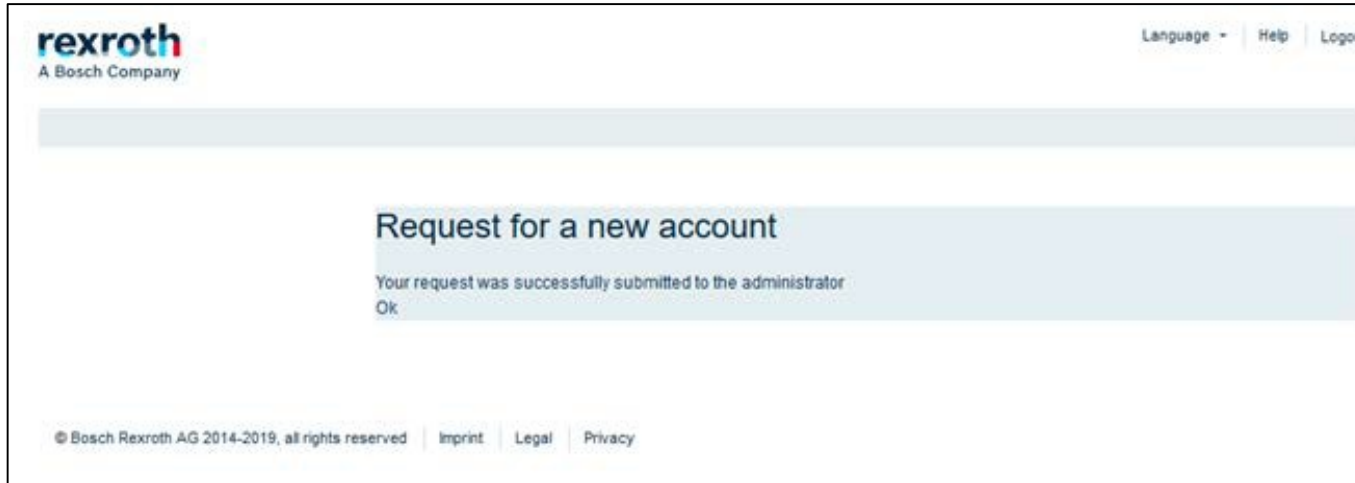 rexroth
A Bosch Company
Language Help Logo
Request for a new account
Your request was successfully submitted to the administrator
Ok
© Bosch Rexroth AG 2014-2019, all rights reserved Imprint Legal Privacy